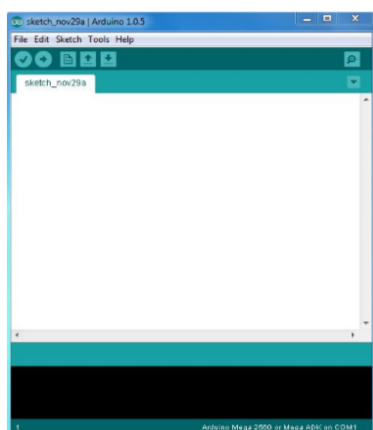 sketch_nov29a | Arduino 1.0.5
File Edit Sketch Tools Help
sketch_nov29a
1
Arduino Mega 2560 or Mega ADK on COM1